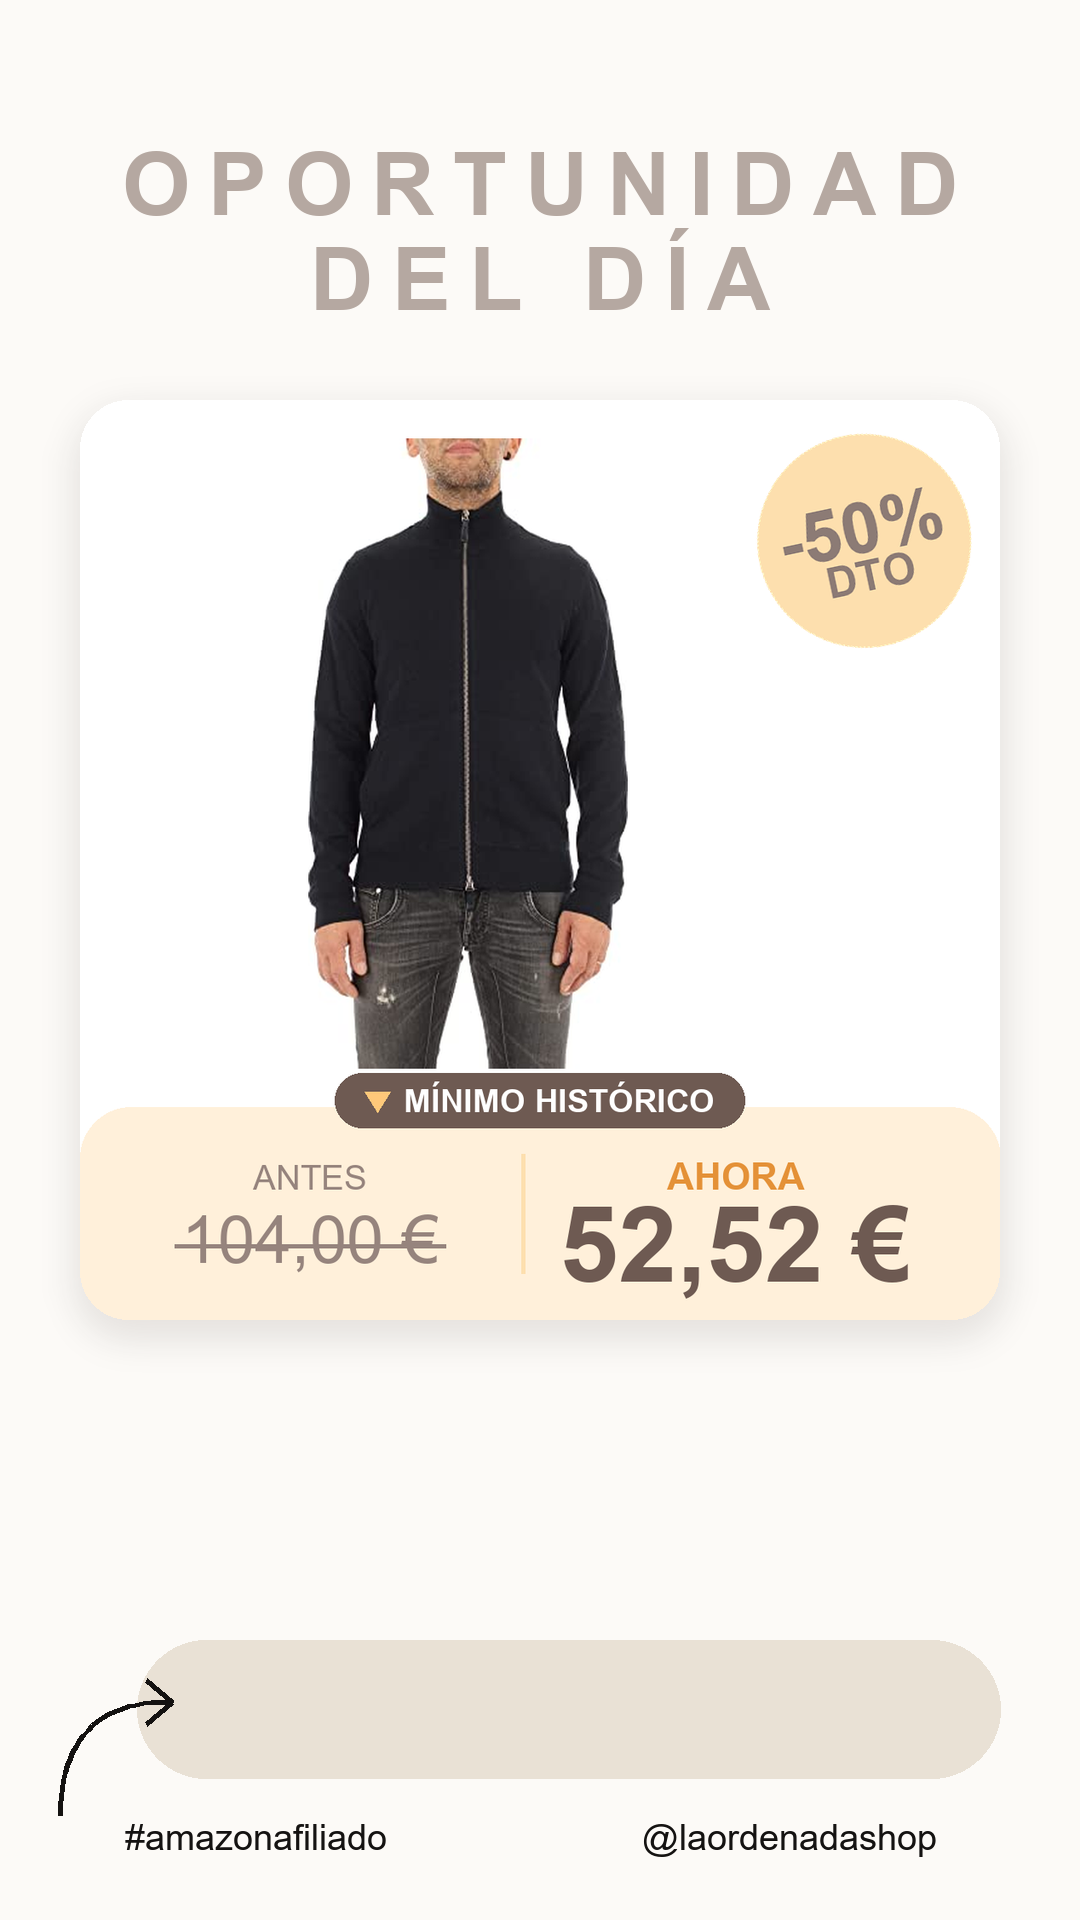 OPORTUNIDAD
DEL DÍA
-50%
DTO
MÍNIMO HISTÓRICO
ANTES
104,00 €
AHORA
52,52 €
#amazonafiliado
@laordenadashop